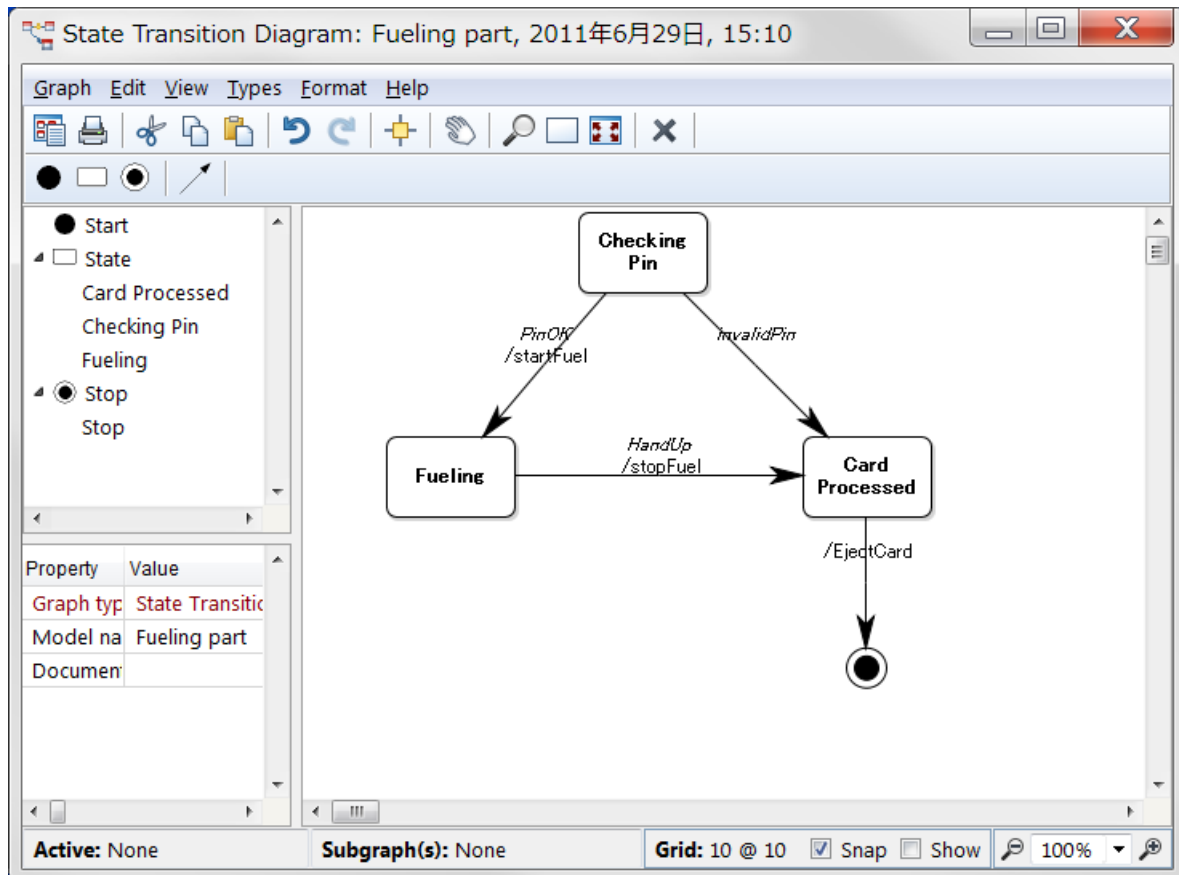 State Transition Diagram: Fueling part, 2011年6月29日, 15:10
Graph Edit View Types Format Help
Start
State
Card Processed
Checking Pin
Fueling
Stop
Stop
Property Value
Graph typ State Transitic
Model na Fueling part
Documen
Checking
Pin
PinOK
/startFuel
invalidPin
Fueling
HandUp
/stopFuel
Card
Processed
/EjectCard
Active: None Subgraph(s): None Grid: 10 @ 10 Snap Show 100%